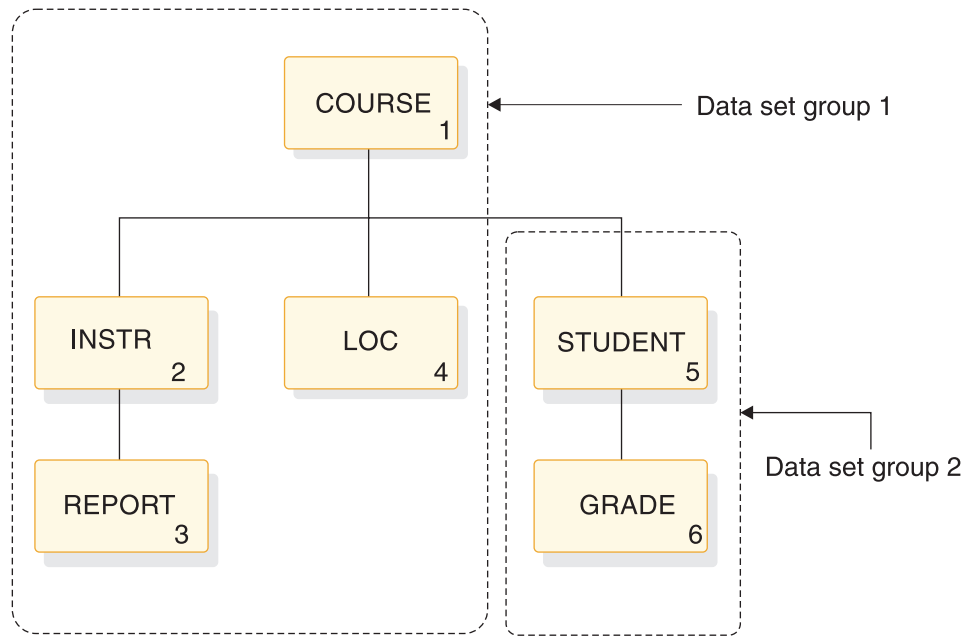 COURSE
1
Data set group 1
INSTR
2
LOC
4
STUDENT
5
Data set group 2
REPORT
3
GRADE
6